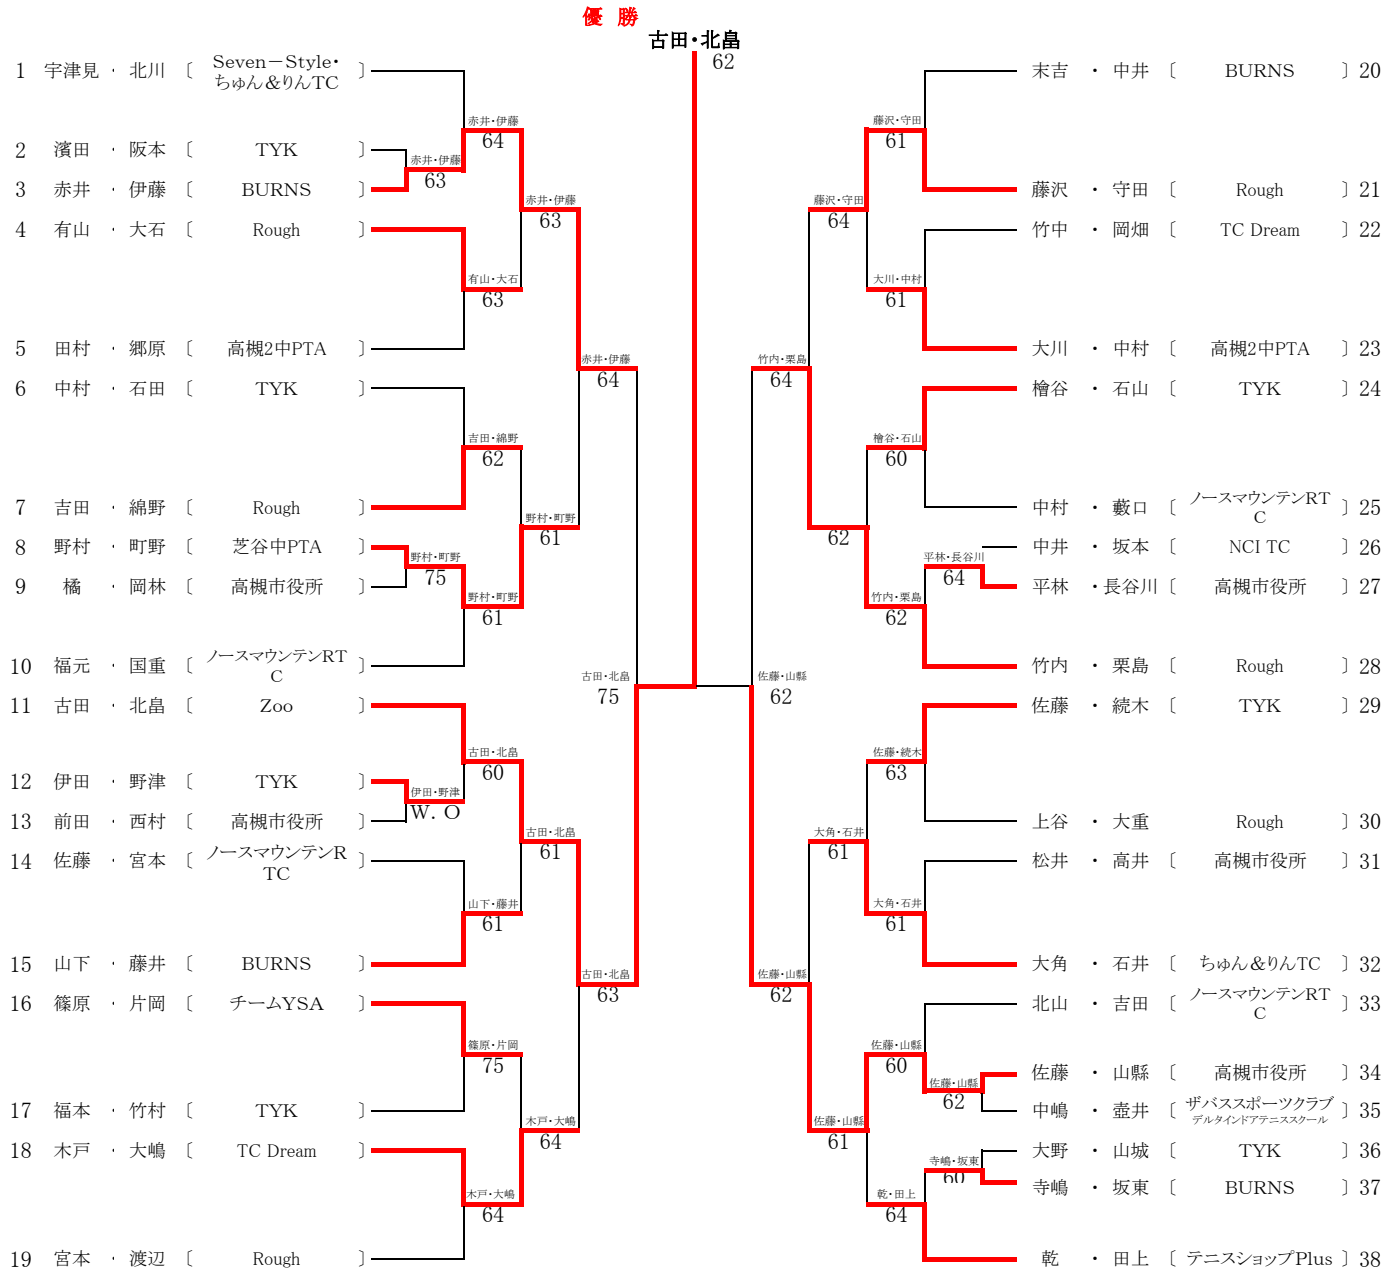 優 勝
古田・北畠
62
1 宇津見 ・ 北川 〔 Seven－Style・ちゅん&りんTC 〕
2 濱田 ・ 阪本 〔 TYK 〕
3 赤井 ・ 伊藤 〔 BURNS 〕
4 有山 ・ 大石 〔 Rough 〕
5 田村 ・ 郷原 〔 高槻2中PTA 〕
6 中村 ・ 石田 〔 TYK 〕
7 吉田 ・ 綿野 〔 Rough 〕
8 野村 ・ 町野 〔 芝谷中PTA 〕
9 橘 ・ 岡林 〔 高槻市役所 〕
10 福元 ・ 国重 〔 ノースマウンテンRTC 〕
11 古田 ・ 北畠 〔 Zoo 〕
12 伊田 ・ 野津 〔 TYK 〕
13 前田 ・ 西村 〔 高槻市役所 〕
14 佐藤 ・ 宮本 〔 ノースマウンテンRTC 〕
15 山下 ・ 藤井 〔 BURNS 〕
16 篠原 ・ 片岡 〔 チームYSA 〕
17 福本 ・ 竹村 〔 TYK 〕
18 木戸 ・ 大嶋 〔 TC Dream 〕
19 宮本 ・ 渡辺 〔 Rough 〕
赤井・伊藤
63
伊田・野津
W．O
野村・町野
75
赤井・伊藤
64
有山・大石
63
吉田・綿野
62
野村・町野
61
古田・北畠
60
山下・藤井
61
篠原・片岡
75
木戸・大嶋
64
赤井・伊藤
63
野村・町野
61
古田・北畠
61
木戸・大嶋
64
赤井・伊藤
64
古田・北畠
63
古田・北畠
75
佐藤・山縣
62
竹内・栗島
64
佐藤・山縣
62
藤沢・守田
64
62
大角・石井
61
佐藤・山縣
61
藤沢・守田
61
大川・中村
61
檜谷・石山
60
竹内・栗島
62
佐藤・続木
63
大角・石井
61
佐藤・山縣
60
乾・田上
64
平林・長谷川
64
佐藤・山縣
62
寺嶋・坂東
60
末吉 ・ 中井 〔 BURNS 〕 20
藤沢 ・ 守田 〔 Rough 〕 21
竹中 ・ 岡畑 〔 TC Dream 〕 22
大川 ・ 中村 〔 高槻2中PTA 〕 23
檜谷 ・ 石山 〔 TYK 〕 24
中村 ・ 藪口 〔 ノースマウンテンRTC 〕 25
中井 ・ 坂本 〔 NCI TC 〕 26
平林 ・長谷川 〔 高槻市役所 〕 27
竹内 ・ 栗島 〔 Rough 〕 28
佐藤 ・ 続木 〔 TYK 〕 29
上谷 ・ 大重 Rough 〕 30
松井 ・ 高井 〔 高槻市役所 〕 31
大角 ・ 石井 〔 ちゅん&りんTC 〕 32
北山 ・ 吉田 〔 ノースマウンテンRTC 〕 33
佐藤 ・ 山縣 〔 高槻市役所 〕 34
中嶋 ・ 壺井 〔 ザバススポーツクラブ デルタインドアテニススクール 〕 35
大野 ・ 山城 〔 TYK 〕 36
寺嶋 ・ 坂東 〔 BURNS 〕 37
乾 ・ 田上 〔 テニスショップPlus 〕 38